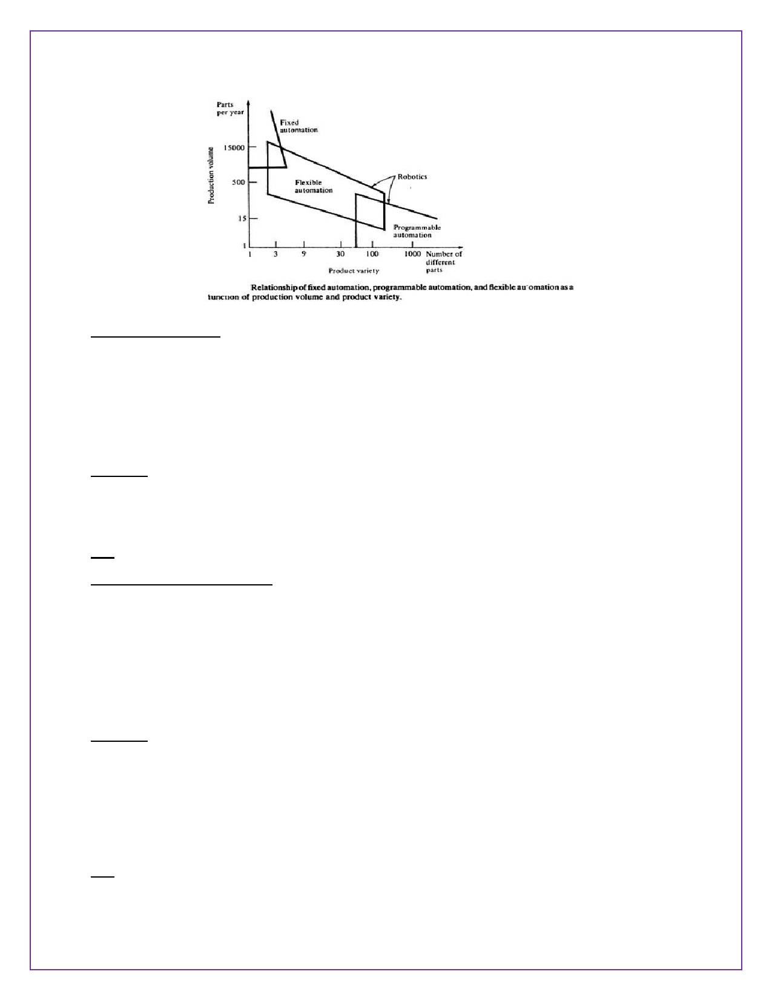 Parts
per year
Fixed
automation
15000
Production volume
500
Flexible
automation
Robotics
15
Programmable
automation
1
1 3 9 30 100 1000 Number of
different
parts
Product variety
Relationship of fixed automation, programmable automation, and flexible au omation as a
function of production volume and product variety.